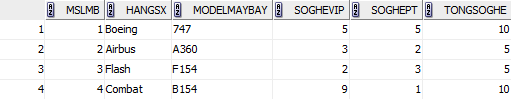 MSLMB HANGSX MODELMAYBAY SOGHEVIP SOGHEPT TONGSOGHE
1 1 Boeing 747 5 5 10
2 2 Airbus A360 3 2 5
3 3 Flash F154 2 3 5
4 4 Combat B154 9 1 10